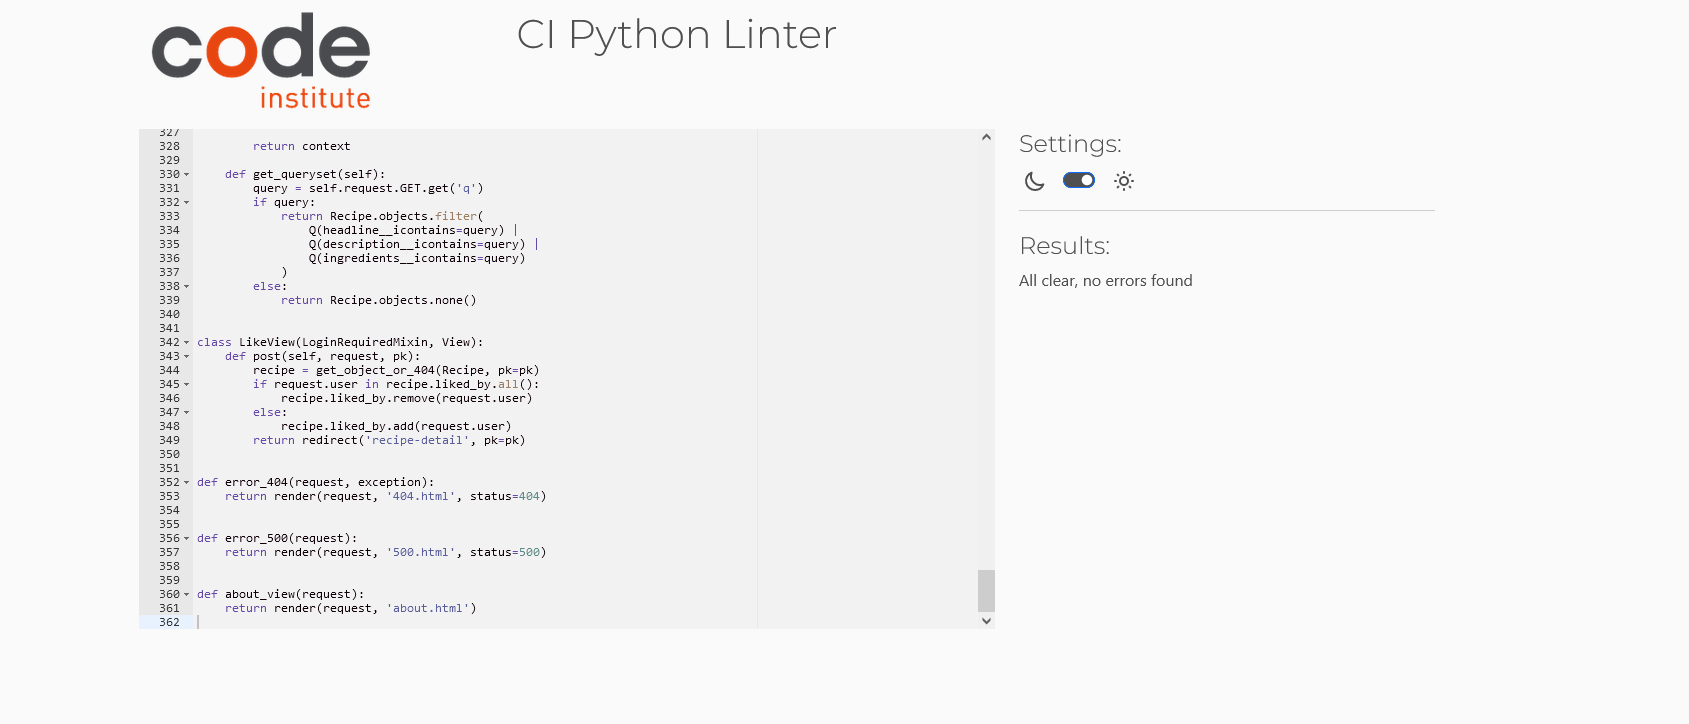 code
institute
CI Python Linter
327
328 return context
329
330 def get_queryset(self):
331 query = self.request.GET.get('q')
332 if query:
333 return Recipe.objects.filter(
334 Q(headline__icontains=query) |
335 Q(description__icontains=query) |
336 Q(ingredients__icontains=query)
337 )
338 else:
339 return Recipe.objects.none()
340
341
342 class LikeView(LoginRequiredMixin, View):
343 def post(self, request, pk):
344 recipe = get_object_or_404(Recipe, pk=pk)
345 if request.user in recipe.liked_by.all():
346 recipe.liked_by.remove(request.user)
347 else:
348 recipe.liked_by.add(request.user)
349 return redirect('recipe-detail', pk=pk)
350
351
352 def error_404(request, exception):
353 return render(request, '404.html', status=404)
354
355
356 def error_500(request):
357 return render(request, '500.html', status=500)
358
359
360 def about_view(request):
361 return render(request, 'about.html')
362
Settings:
Results:
All clear, no errors found